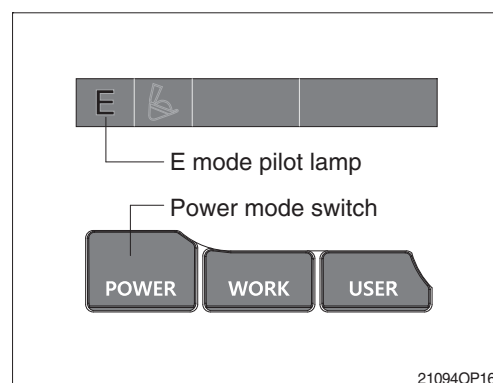 E
E mode pilot lamp
Power mode switch
POWER WORK USER
21094OP16